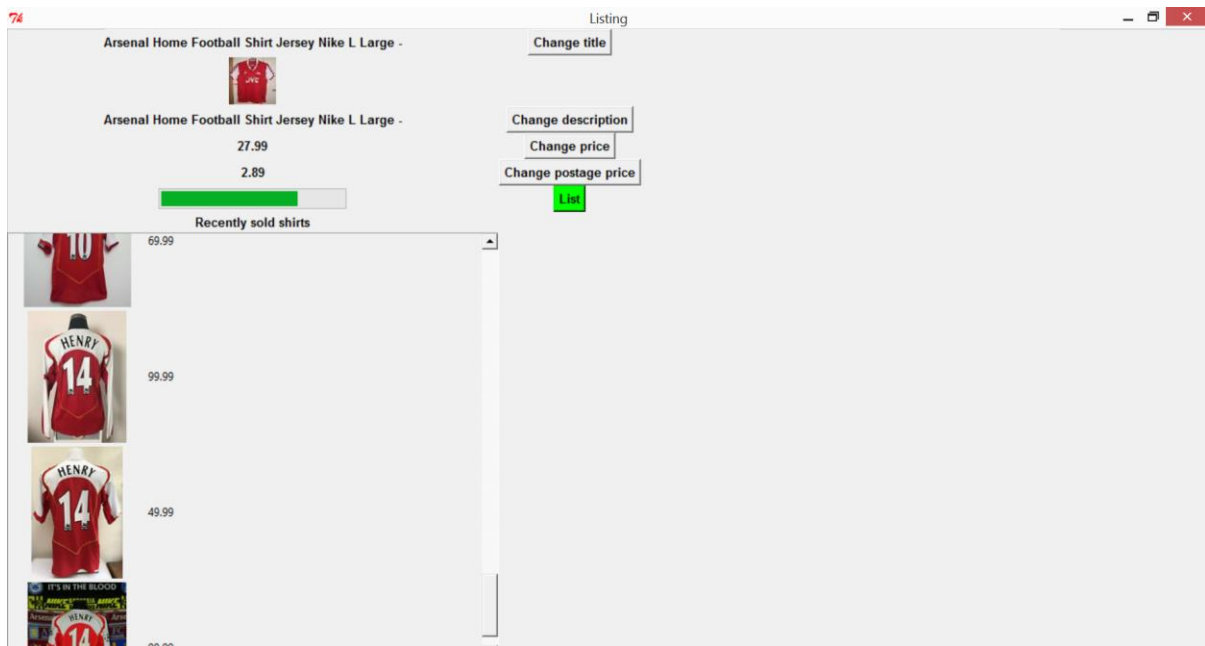 Listing
Arsenal Home Football Shirt Jersey Nike L Large -
Change title
JVC
Arsenal Home Football Shirt Jersey Nike L Large -
Change description
27.99
Change price
2.89
Change postage price
List
Recently sold shirts
10
69.99
HENRY
14
99.99
HENRY
14
49.99
IT'S IN THE BLOOD
HENRY
14